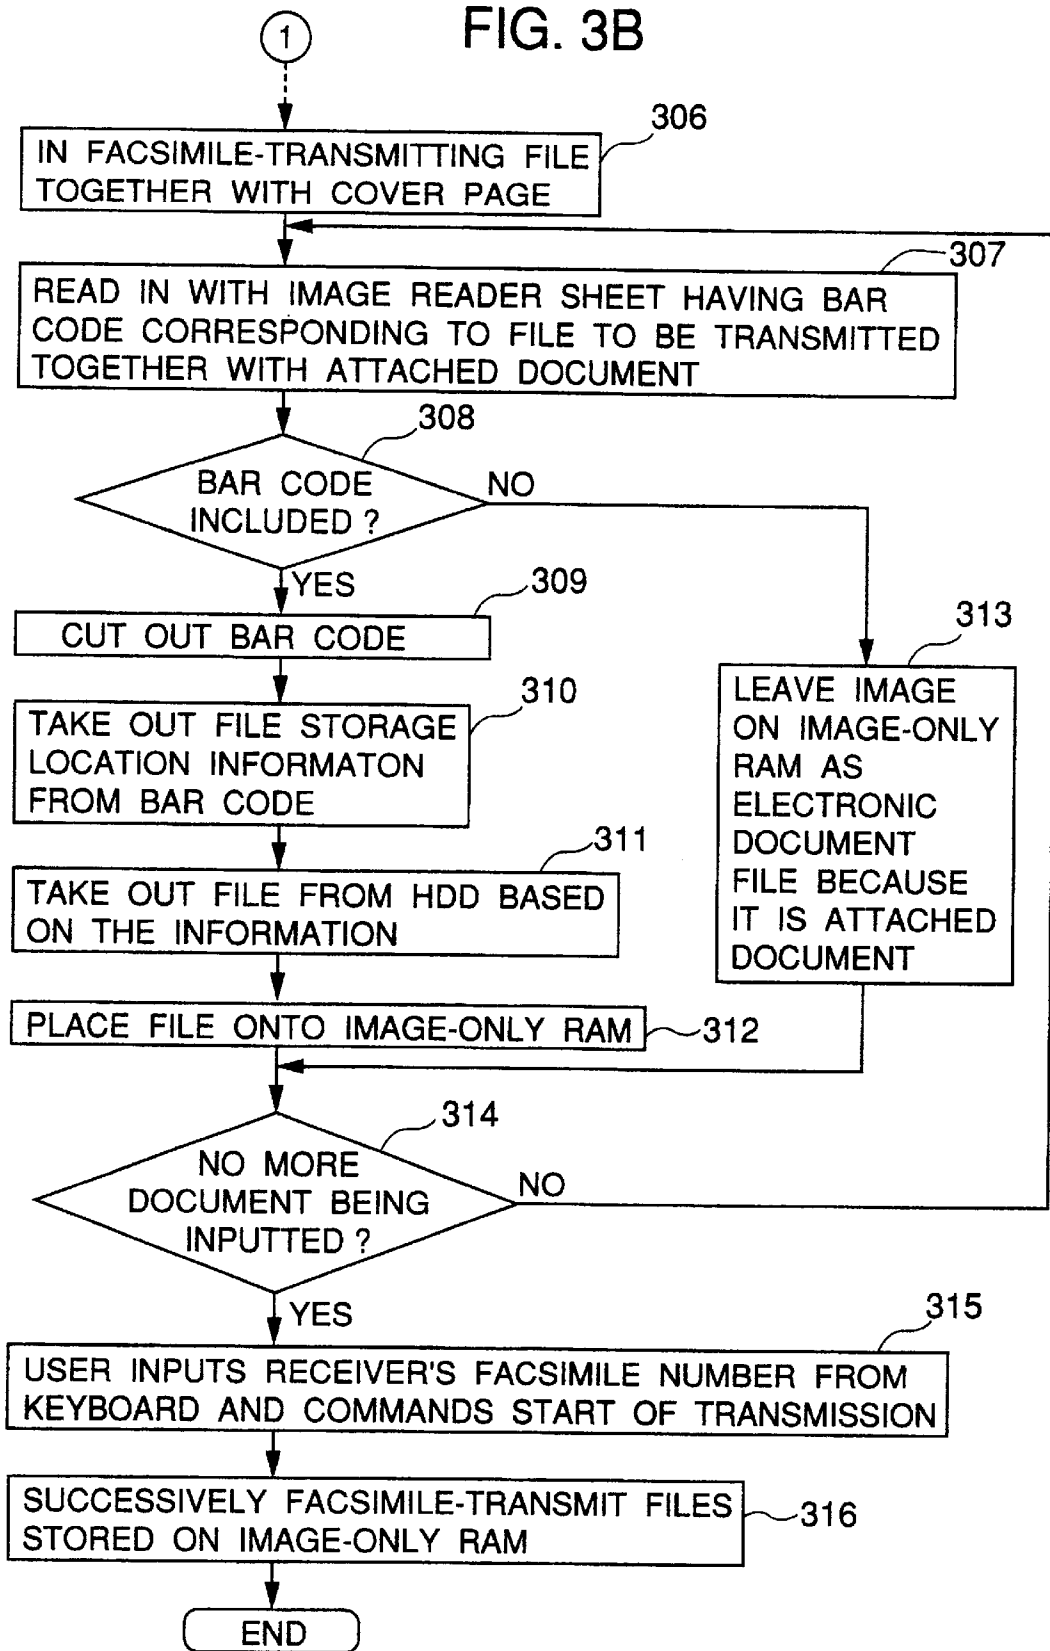 FIG. 3B
1
306
IN FACSIMILE-TRANSMITTING FILE
TOGETHER WITH COVER PAGE
307
READ IN WITH IMAGE READER SHEET HAVING BAR
CODE CORRESPONDING TO FILE TO BE TRANSMITTED
TOGETHER WITH ATTACHED DOCUMENT
308
BAR CODE
INCLUDED ?
NO
YES
309
CUT OUT BAR CODE
310
TAKE OUT FILE STORAGE
LOCATION INFORMATON
FROM BAR CODE
311
TAKE OUT FILE FROM HDD BASED
ON THE INFORMATION
PLACE FILE ONTO IMAGE-ONLY RAM
312
313
LEAVE IMAGE
ON IMAGE-ONLY
RAM AS
ELECTRONIC
DOCUMENT
FILE BECAUSE
IT IS ATTACHED
DOCUMENT
314
NO MORE
DOCUMENT BEING
INPUTTED ?
NO
YES
315
USER INPUTS RECEIVER'S FACSIMILE NUMBER FROM
KEYBOARD AND COMMANDS START OF TRANSMISSION
SUCCESSIVELY FACSIMILE-TRANSMIT FILES
STORED ON IMAGE-ONLY RAM
316
END